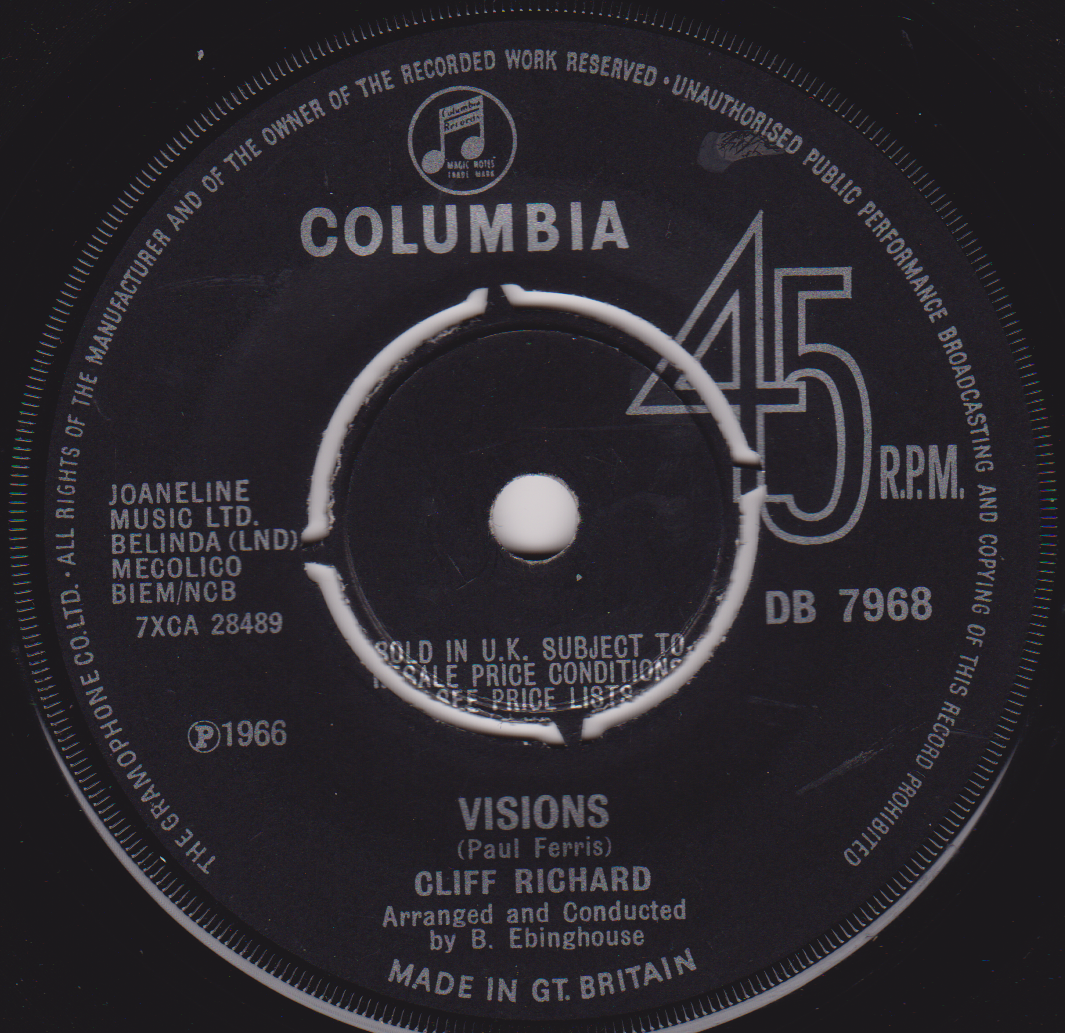 THE GRAMOPHONE CO. LTD. · ALL RIGHTS OF THE MANUFACTURER AND OF THE OWNER OF THE RECORDED WORK RESERVED · UNAUTHORISED PUBLIC PERFORMANCE BROADCASTING AND COPYING OF THIS RECORD PROHIBITED
Columbia
Records
MAGIC NOTES
TRADE MARK
COLUMBIA
45
R.P.M.
JOANELINE
MUSIC LTD.
BELINDA (LND)
MECOLICO
BIEM/NCB
7XCA 28489
DB 7968
SOLD IN U.K. SUBJECT TO
RESALE PRICE CONDITIONS
SEE PRICE LISTS
Ⓟ1966
VISIONS
(Paul Ferris)
CLIFF RICHARD
Arranged and Conducted
by B. Ebinghouse
MADE IN GT. BRITAIN